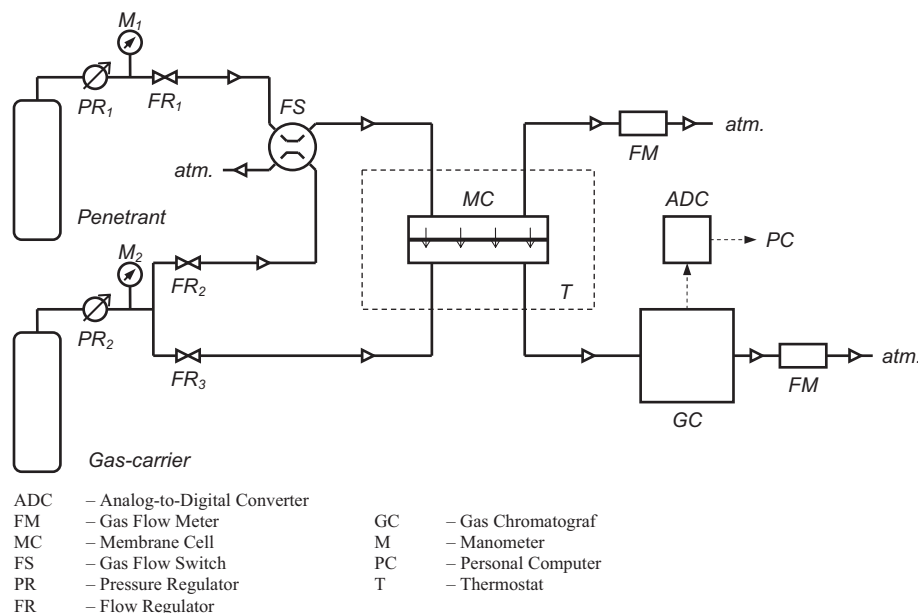 M1
PR1
FR1
FS
atm.
FM
atm.
Penetrant
MC
ADC
PC
M2
FR2
T
PR2
FR3
atm.
FM
GC
Gas-carrier
ADC – Analog-to-Digital Converter
FM – Gas Flow Meter
GC – Gas Chromatograf
MC – Membrane Cell
M – Manometer
FS – Gas Flow Switch
PC – Personal Computer
PR – Pressure Regulator
T – Thermostat
FR – Flow Regulator